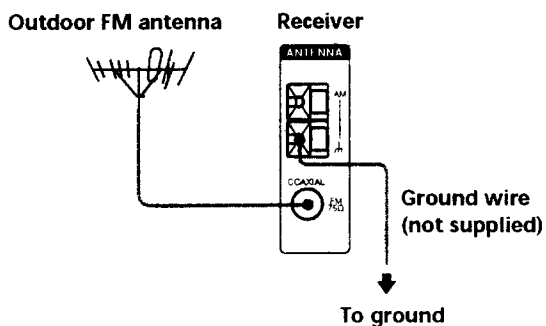 Outdoor FM antenna
Receiver
ANTENNA
AM
COAXIAL
FM
75Ω
Ground wire
(not supplied)
To ground